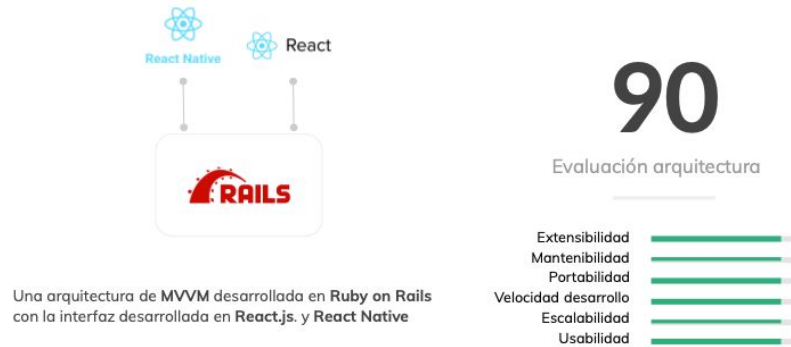 React Native
React
RAILS
Una arquitectura de MVVM desarrollada en Ruby on Rails
con la interfaz desarrollada en React.js. y React Native
90
Evaluación arquitectura
Extensibilidad
Mantenibilidad
Portabilidad
Velocidad desarrollo
Escalabilidad
Usabilidad